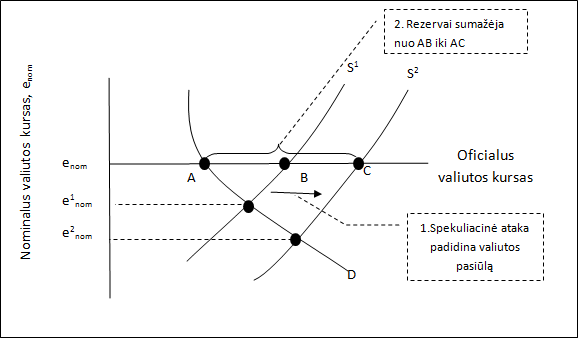 2. Rezervai sumažėja
nuo AB iki AC
S¹
S²
Nominalus valiutos kursas, eₙₒₘ
eₙₒₘ
A
B
C
Oficialus
valiutos kursas
e¹ₙₒₘ
e²ₙₒₘ
1.Spekuliacinė ataka
padidina valiutos
pasiūlą
D